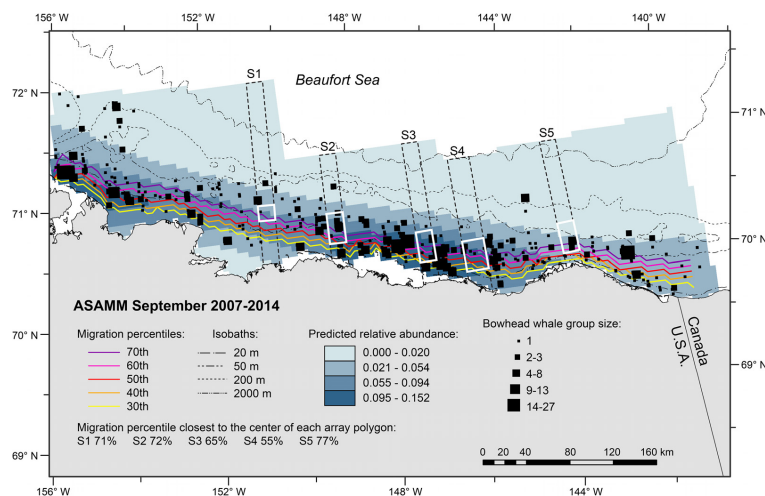 156°W 152°W 148°W 144°W 140°W
S1
Beaufort Sea
72° N
71° N
S2
S3
S4
S5
71° N
70° N
ASAMM September 2007-2014
Migration percentiles:
70th
60th
50th
40th
30th
Isobaths:
20 m
50 m
200 m
2000 m
Predicted relative abundance:
0.000 - 0.020
0.021 - 0.054
0.055 - 0.094
0.095 - 0.152
Bowhead whale group size:
1
2-3
4-8
9-13
14-27
Canada
U.S.A.
70° N
69° N
Migration percentile closest to the center of each array polygon:
S1 71% S2 72% S3 65% S4 55% S5 77%
0 20 40 80 120 160 km
69° N
156°W 152°W 148°W 144°W